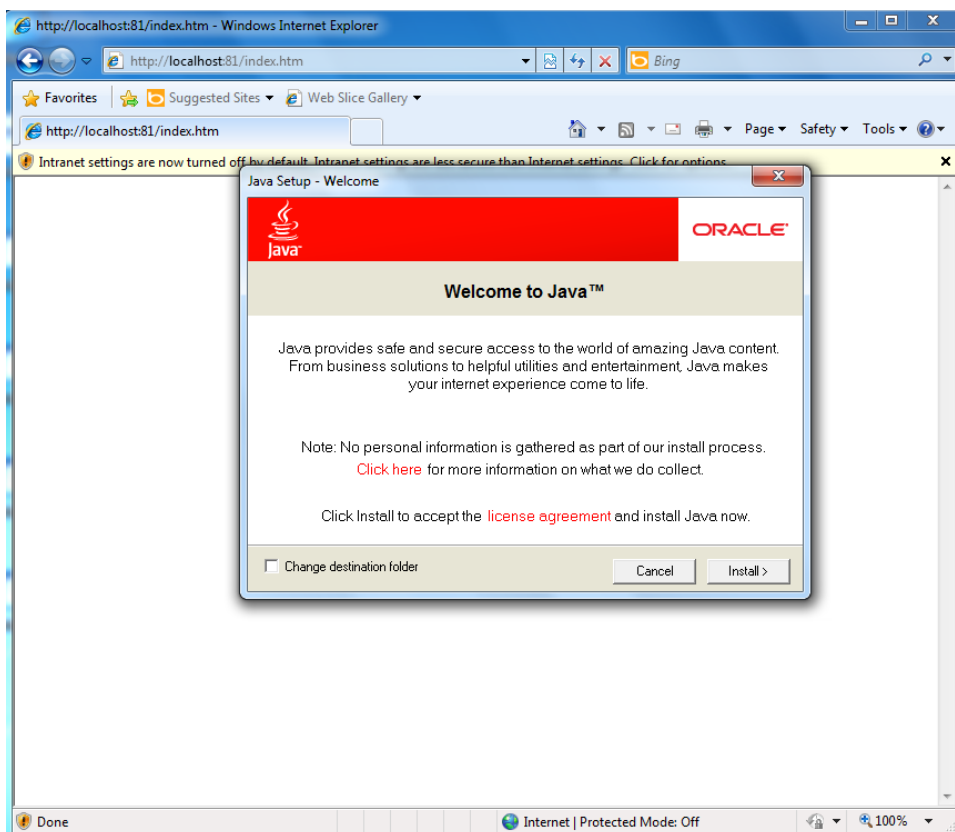 http://localhost:81/index.htm - Windows Internet Explorer
http://localhost:81/index.htm
Bing
Favorites Suggested Sites Web Slice Gallery
http://localhost:81/index.htm Page Safety Tools
Intranet settings are now turned off by default. Intranet settings are less secure than Internet settings. Click for options...
Java Setup - Welcome
Java
ORACLE
Welcome to Java™
Java provides safe and secure access to the world of amazing Java content.
From business solutions to helpful utilities and entertainment, Java makes
your internet experience come to life.
Note: No personal information is gathered as part of our install process.
Click here for more information on what we do collect.
Click Install to accept the license agreement and install Java now.
Change destination folder Cancel Install >
Done Internet | Protected Mode: Off 100%